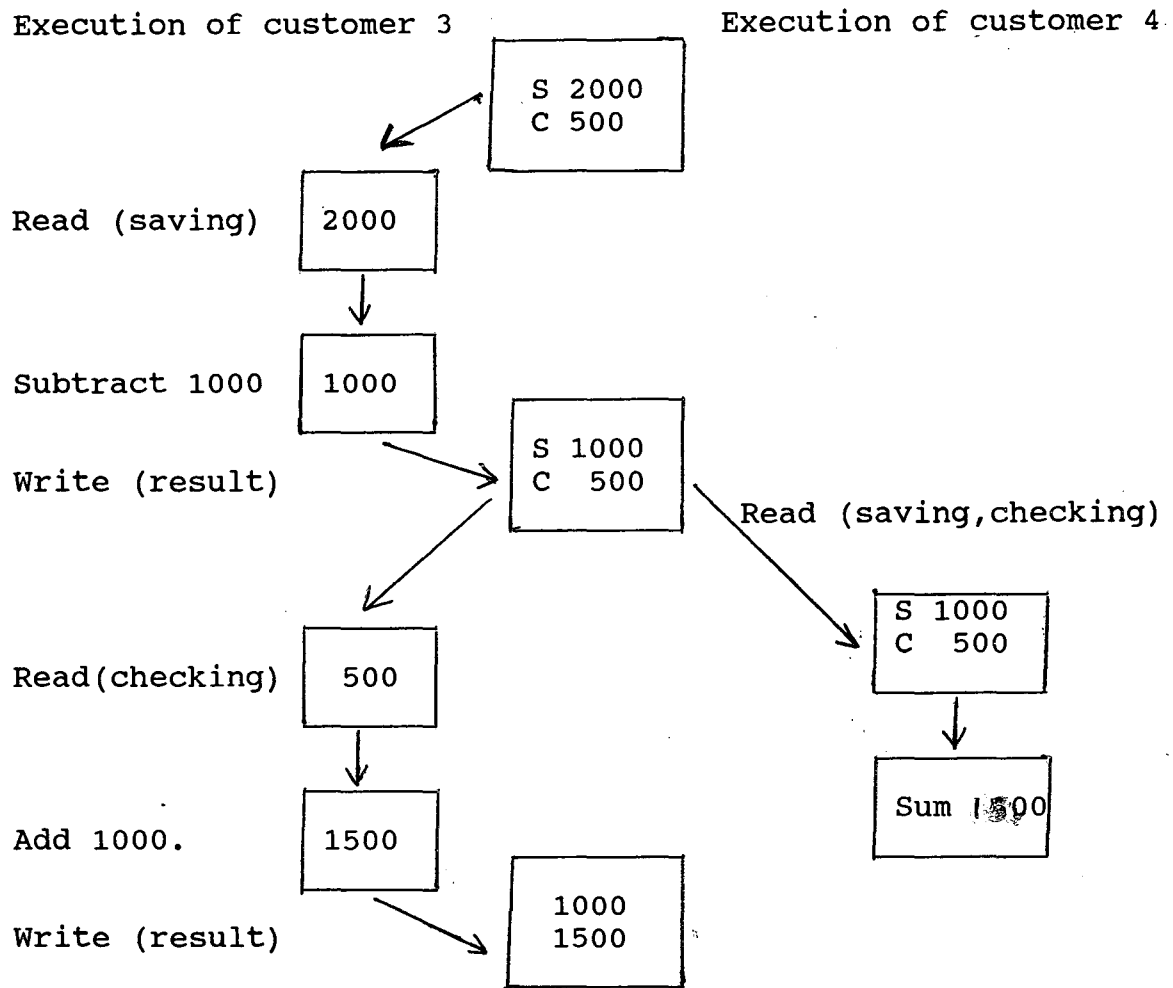 Execution of customer 3
Execution of customer 4
S 2000
C 500
Read (saving)
2000
Subtract 1000
1000
Write (result)
S 1000
C 500
Read (saving,checking)
S 1000
C 500
Read(checking)
500
Sum 1500
Add 1000.
1500
Write (result)
1000
1500